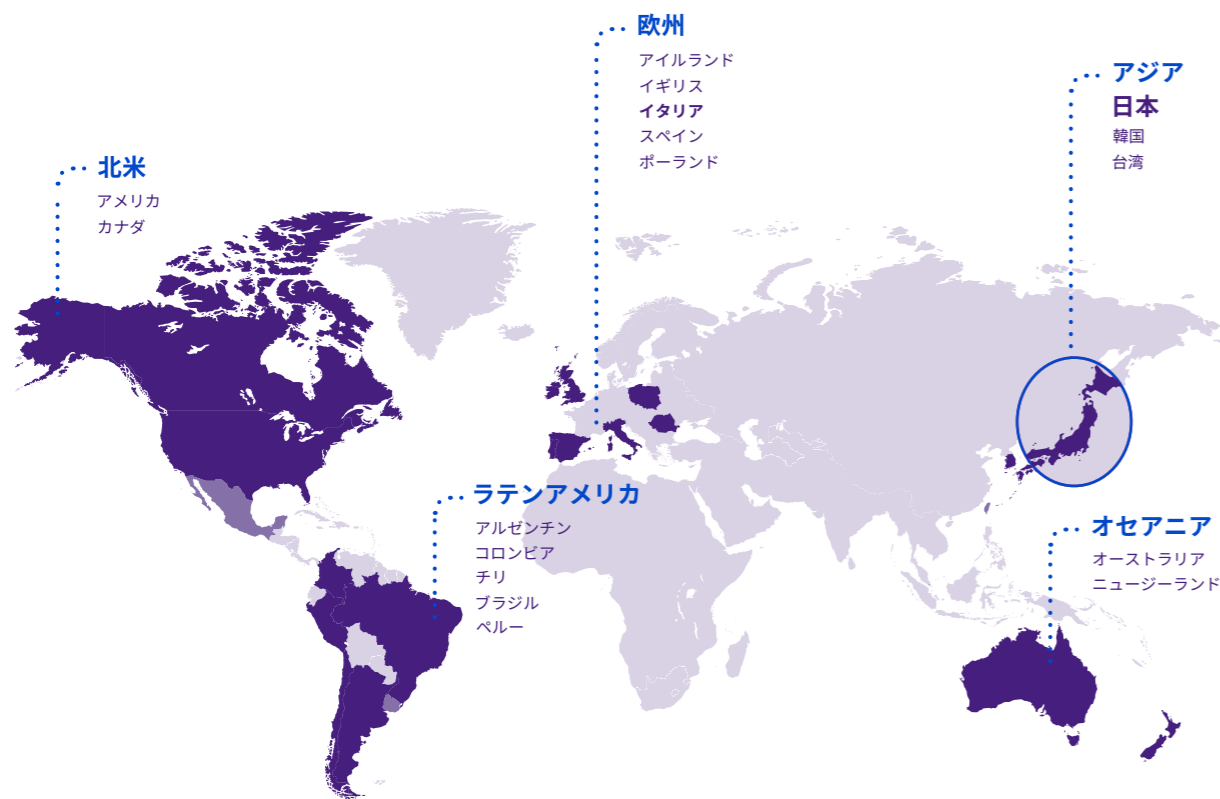 欧州
アイルランド
イギリス
イタリア
スペイン
ポーランド
アジア
日本
韓国
台湾
北米
アメリカ
カナダ
ラテンアメリカ
アルゼンチン
コロンビア
チリ
ブラジル
ペルー
オセアニア
オーストラリア
ニュージーランド